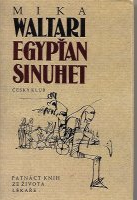 MIKA
WALTARI
EGYPŤAN
SINUHET
ČESKÝ KLUB
PATNÁCT KNIH
ZE ŽIVOTA
LÉKAŘE